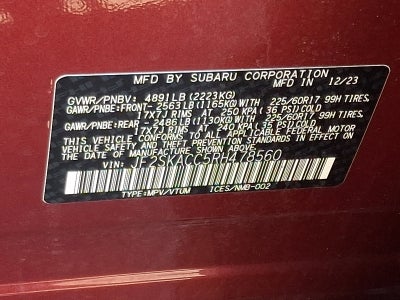 MFD BY SUBARU CORPORATION IN 12/23
GVWR/PNBV: 4891LB (2223KG)
GAWR/PNBE:FRONT- 2563LB(1165KG)WITH 225/60R17 99H TIRES,
17X7J RIMS AT 250 KPA( 36 PSI)COLD
GAWR/PNBE:REAR -2486LB(1130KG)WITH 225/60R17 99H TIRES,
17X7J RIMS AT 240 KPA( 35 PSI)COLD
THIS VEHICLE CONFORMS TO ALL APPLICABLE FEDERAL MOTOR
VEHICLE SAFETY AND THEFT PREVENTION STANDARDS IN EFFECT ON
THE DATE OF MANUFACTURE SHOWN ABOVE.
VIN: JF2SKACC5RH478560
TYPE:MPV/VTUM ICES/NMB-002